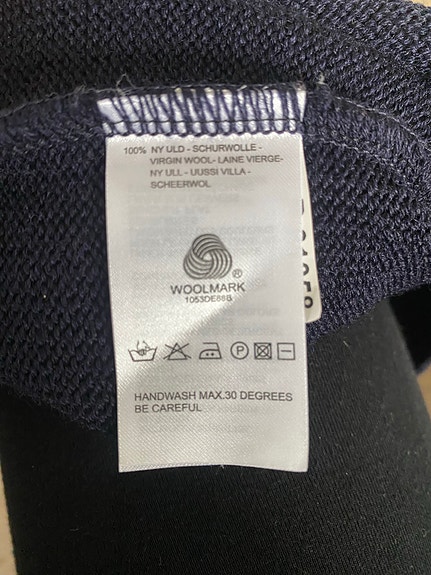 100% NY ULD - SCHURWOLLE -
VIRGIN WOOL- LAINE VIERGE-
NY ULL - UUSSI VILLA -
SCHEERWOL
®
WOOLMARK
1053DE88B
P
HANDWASH MAX.30 DEGREES
BE CAREFUL